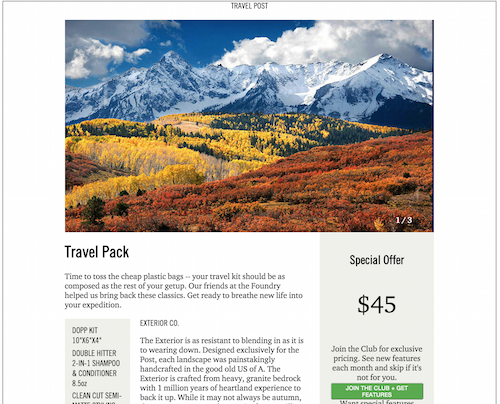 TRAVEL POST
1/3
Travel Pack
Time to toss the cheap plastic bags -- your travel kit should be as
composed as the rest of your getup. Our friends at the Foundry
helped us bring back these classics. Get ready to breathe new life into
your expedition.
DOPP KIT
10"X6"X4"
DOUBLE HITTER
2-IN-1 SHAMPOO
& CONDITIONER
8.5oz
CLEAN CUT SEMI-
EXTERIOR CO.
The Exterior is as resistant to blending in as it is
to wearing down. Designed exclusively for the
Post, each landscape was painstakingly
handcrafted in the good old US of A. The
Exterior is crafted from heavy, granite bedrock
wih 1 million years of heartland experience to
back it up. While it may not always be autumn,
Special Offer
$45
Join the Club for exclusive
pricing. See new features
each month and skip if it's
not for you.
JOIN THE CLUB + GET
FEATURES
Want special features